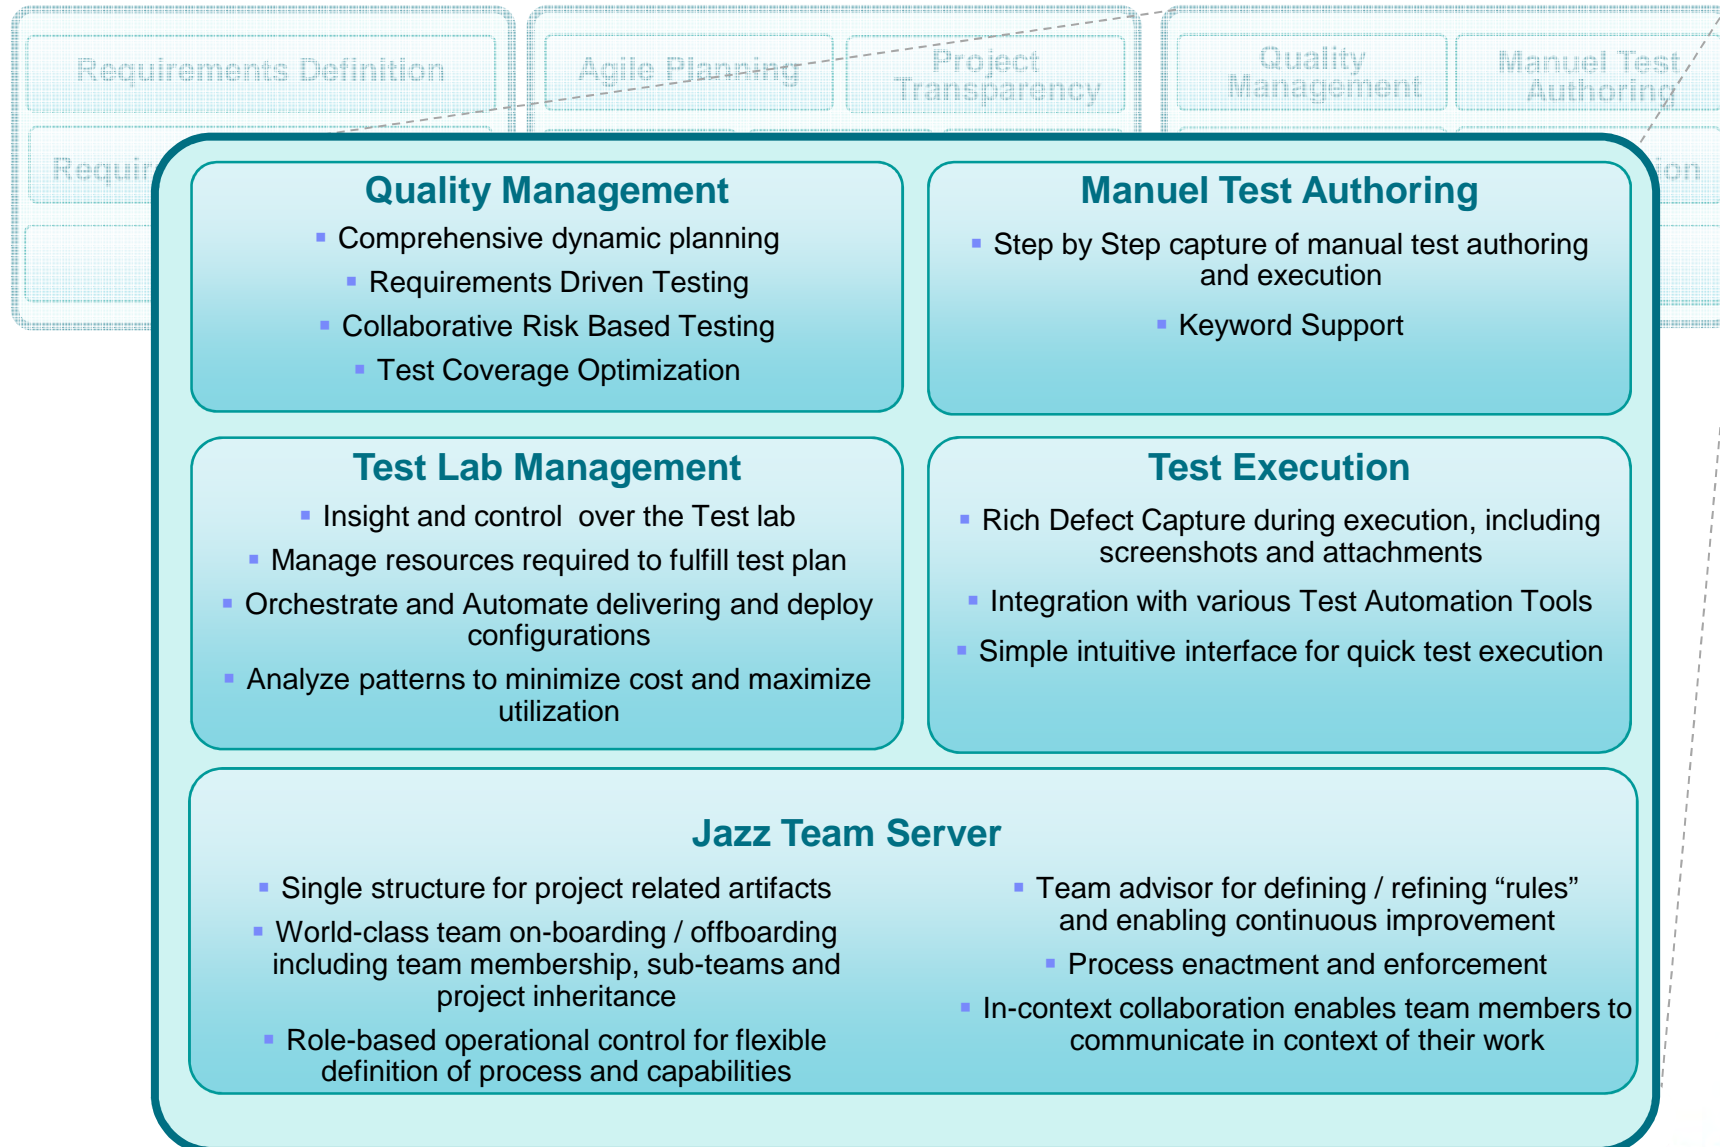 Requirements Definition
Agile Planning
Project
Transparency
Quality
Management
Manuel Test
Authoring
Quality Management
▪ Comprehensive dynamic planning
▪ Requirements Driven Testing
▪ Collaborative Risk Based Testing
▪ Test Coverage Optimization
Manuel Test Authoring
▪ Step by Step capture of manual test authoring
and execution
▪ Keyword Support
Test Lab Management
▪ Insight and control  over the Test lab
▪ Manage resources required to fulfill test plan
▪ Orchestrate and Automate delivering and deploy
configurations
▪ Analyze patterns to minimize cost and maximize
utilization
Test Execution
▪ Rich Defect Capture during execution, including
screenshots and attachments
▪ Integration with various Test Automation Tools
▪ Simple intuitive interface for quick test execution
Jazz Team Server
▪ Single structure for project related artifacts
▪ World-class team on-boarding / offboarding
including team membership, sub-teams and
project inheritance
▪ Role-based operational control for flexible
definition of process and capabilities
▪ Team advisor for defining / refining “rules”
and enabling continuous improvement
▪ Process enactment and enforcement
▪ In-context collaboration enables team members to
communicate in context of their work